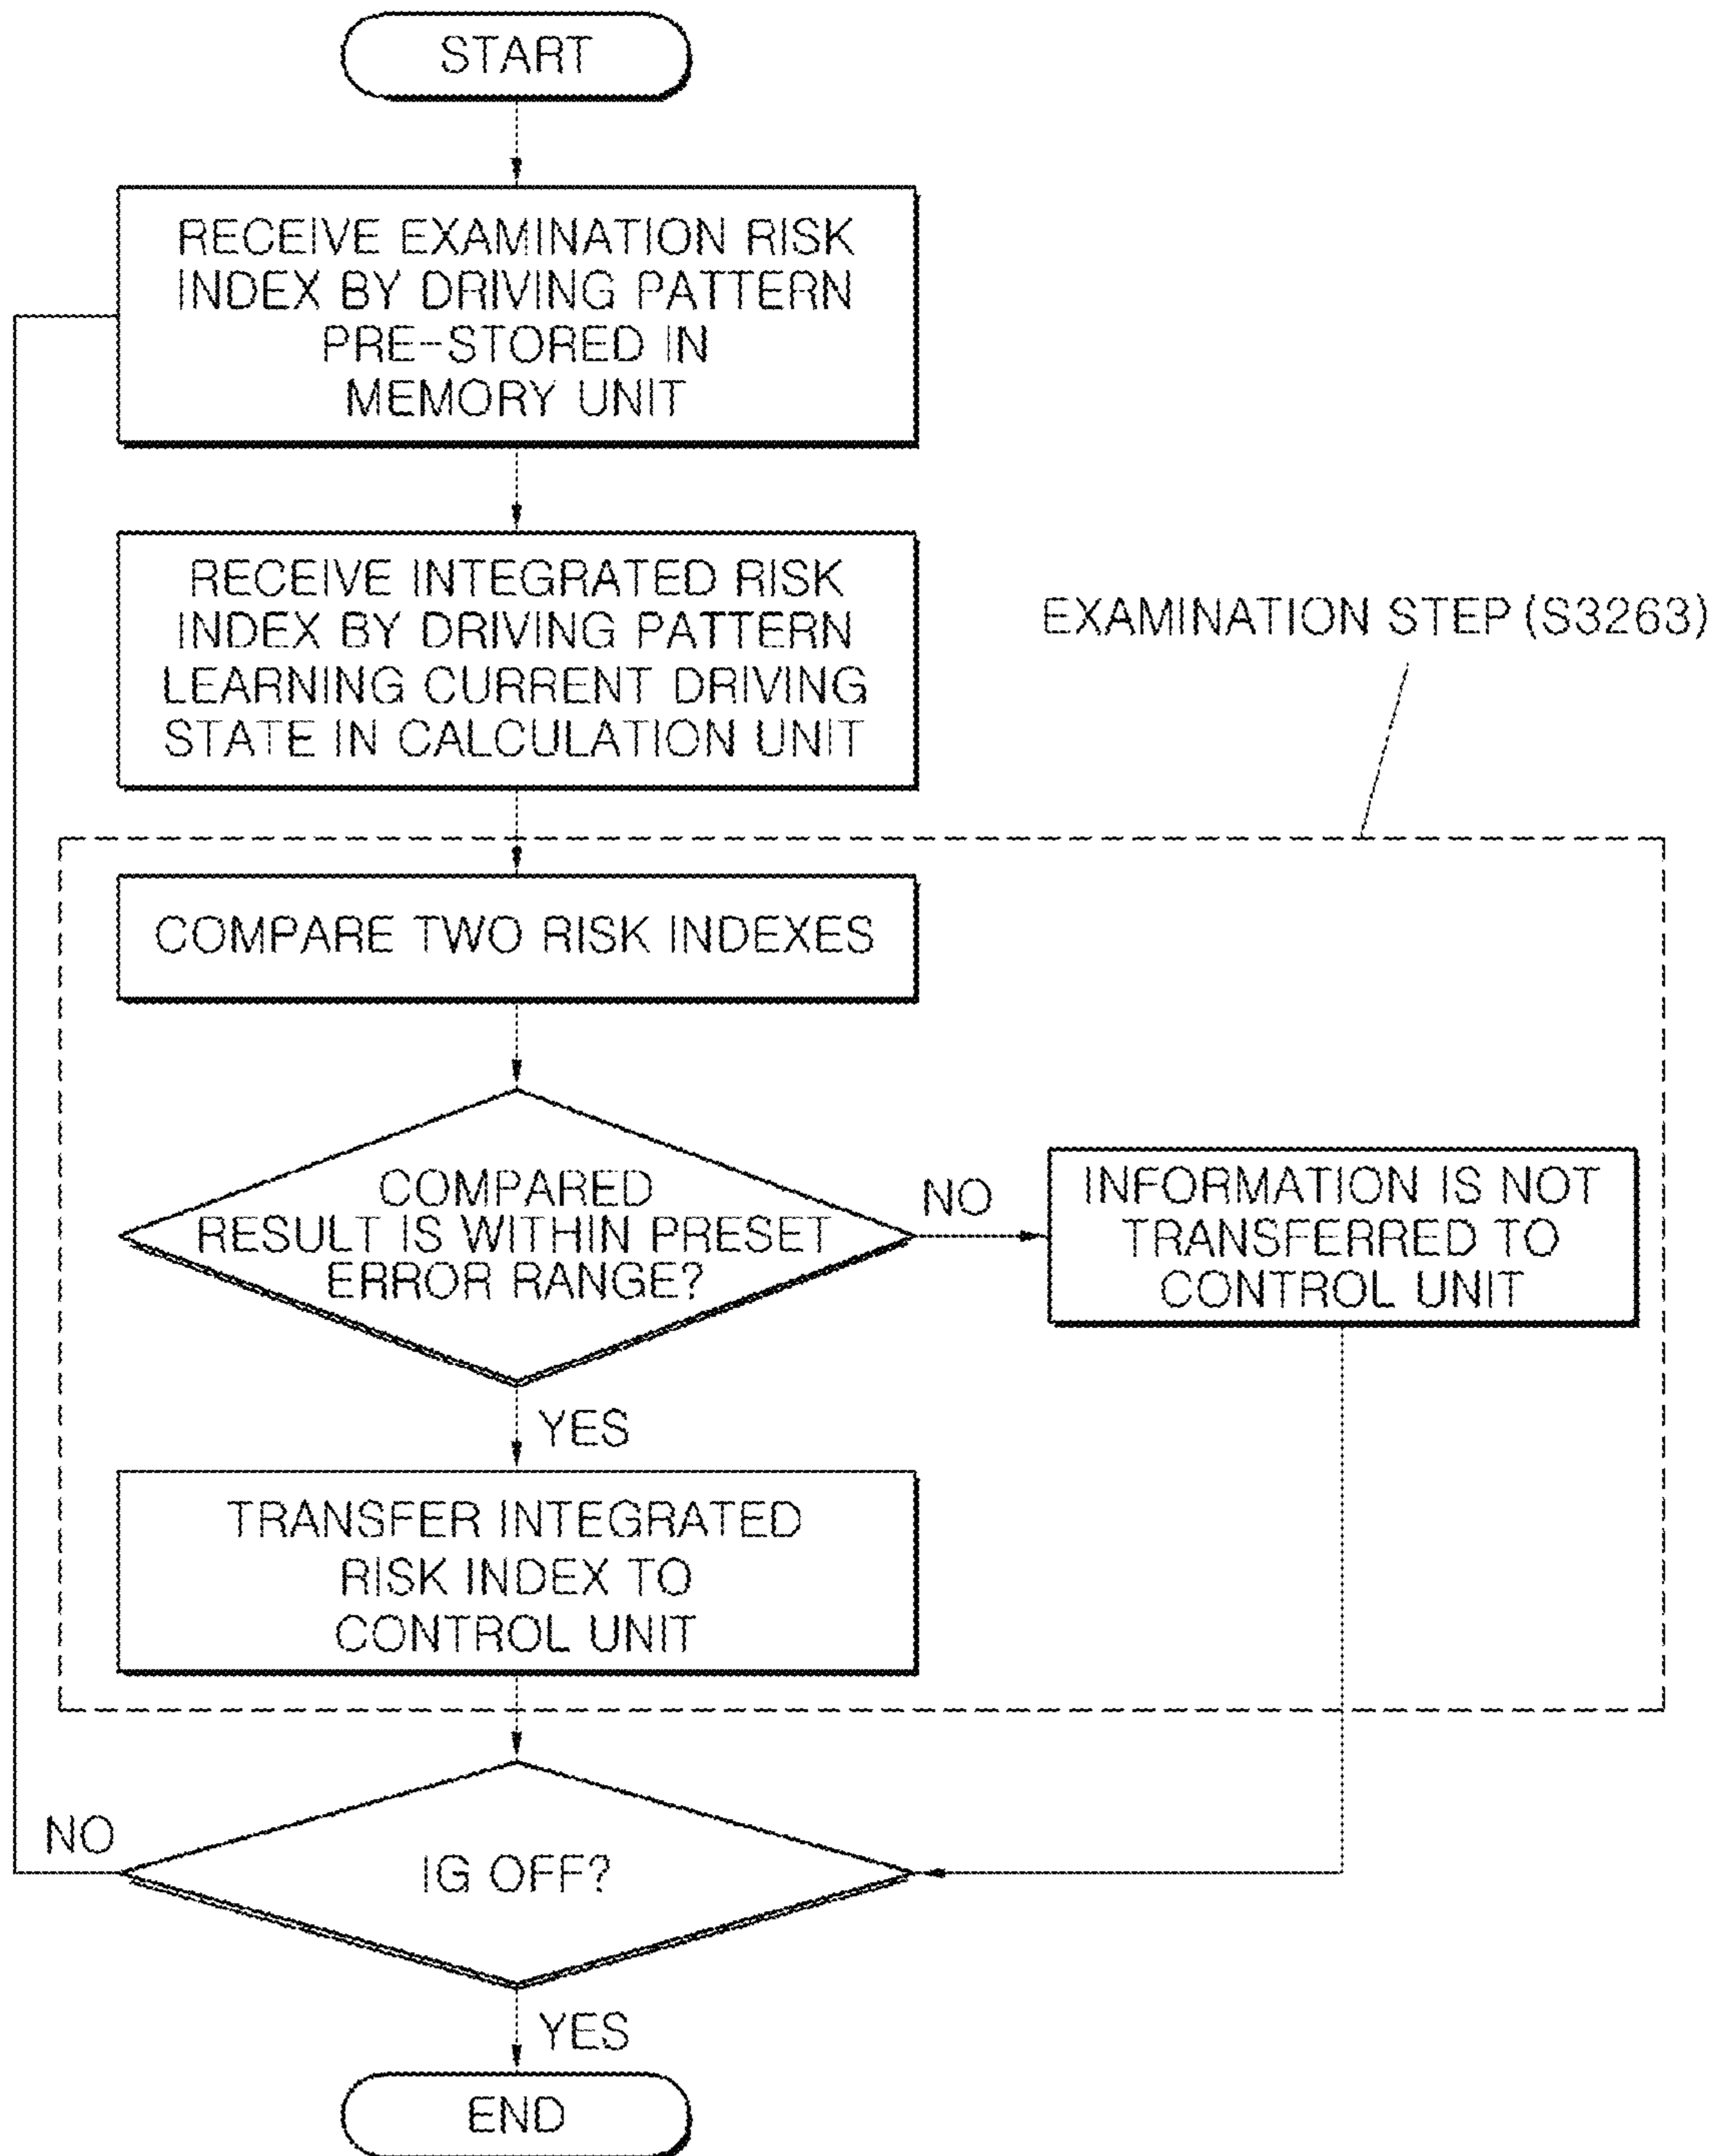 START
RECEIVE EXAMINATION RISK
INDEX BY DRIVING PATTERN
PRE-STORED IN
MEMORY UNIT
RECEIVE INTEGRATED RISK
INDEX BY DRIVING PATTERN
LEARNING CURRENT DRIVING
STATE IN CALCULATION UNIT
EXAMINATION STEP (S3263)
COMPARE TWO RISK INDEXES
COMPARED
RESULT IS WITHIN PRESET
ERROR RANGE?
NO
INFORMATION IS NOT
TRANSFERRED TO
CONTROL UNIT
YES
TRANSFER INTEGRATED
RISK INDEX TO
CONTROL UNIT
NO
IG OFF?
YES
END